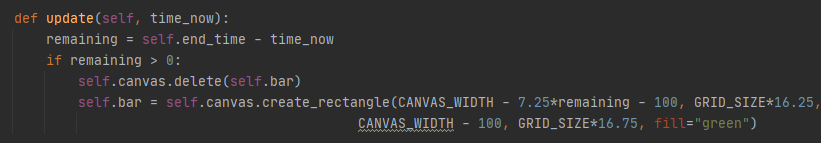 def update(self, time_now):
    remaining = self.end_time - time_now
    if remaining > 0:
        self.canvas.delete(self.bar)
        self.bar = self.canvas.create_rectangle(CANVAS_WIDTH - 7.25*remaining - 100, GRID_SIZE*16.25,
                                                CANVAS_WIDTH - 100, GRID_SIZE*16.75, fill="green")